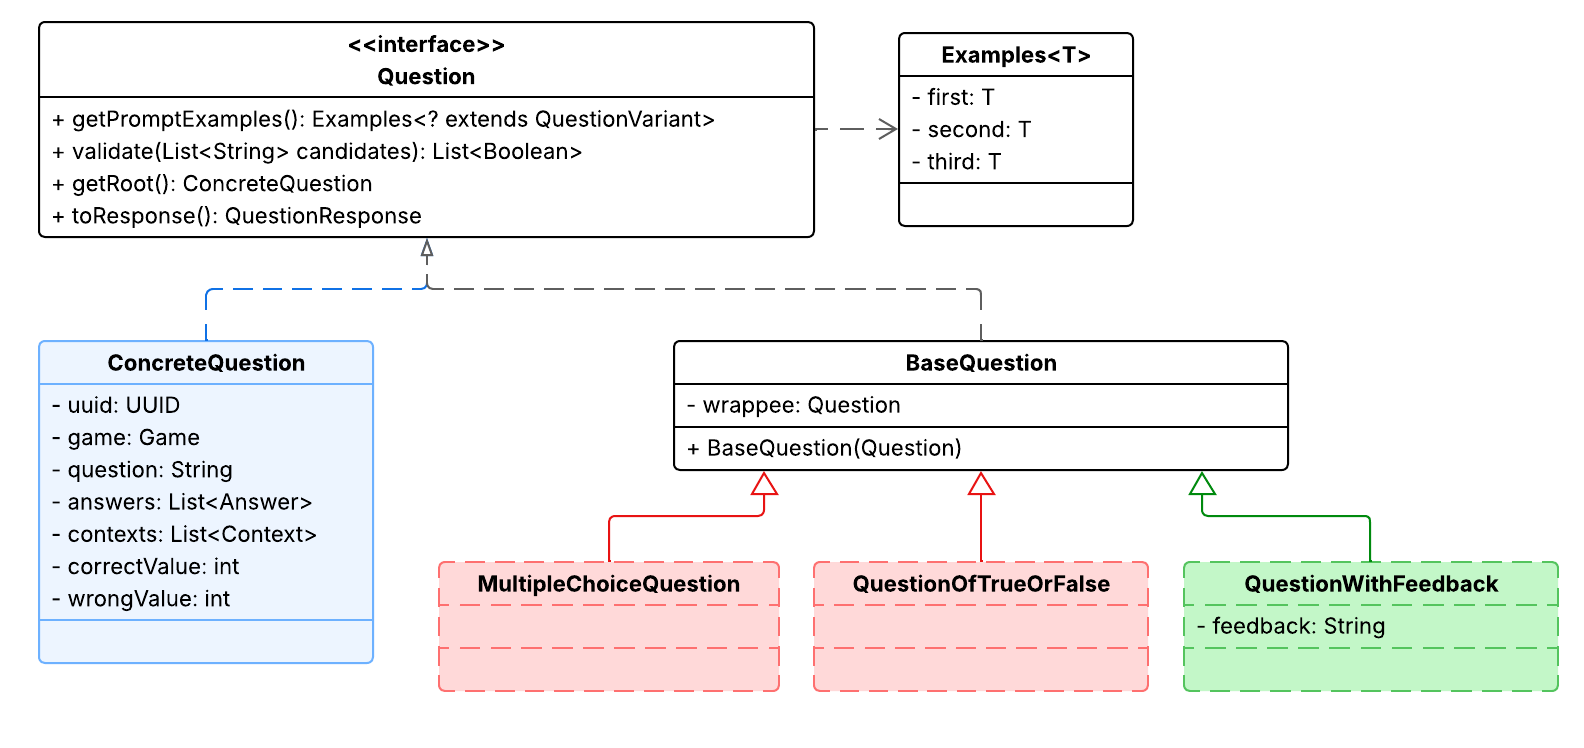 <<interface>>
Question
+ getPromptExamples(): Examples<? extends QuestionVariant>
+ validate(List<String> candidates): List<Boolean>
+ getRoot(): ConcreteQuestion
+ toResponse(): QuestionResponse
Examples<T>
- first: T
- second: T
- third: T
ConcreteQuestion
- uuid: UUID
- game: Game
- question: String
- answers: List<Answer>
- contexts: List<Context>
- correctValue: int
- wrongValue: int
BaseQuestion
- wrappee: Question
+ BaseQuestion(Question)
MultipleChoiceQuestion
QuestionOfTrueOrFalse
QuestionWithFeedback
- feedback: String